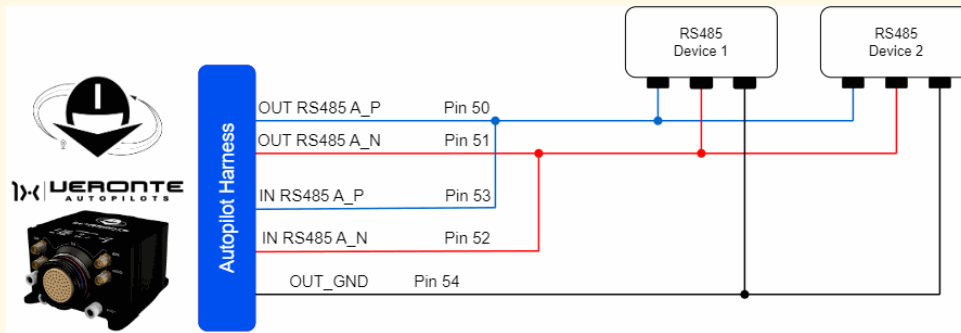 RS485
Device 1
RS485
Device 2
OUT RS485 A_P Pin 50
OUT RS485 A_N Pin 51
IN RS485 A_P Pin 53
IN RS485 A_N Pin 52
OUT_GND Pin 54
Autopilot Harness
VERONTE
AUTOPILOTS